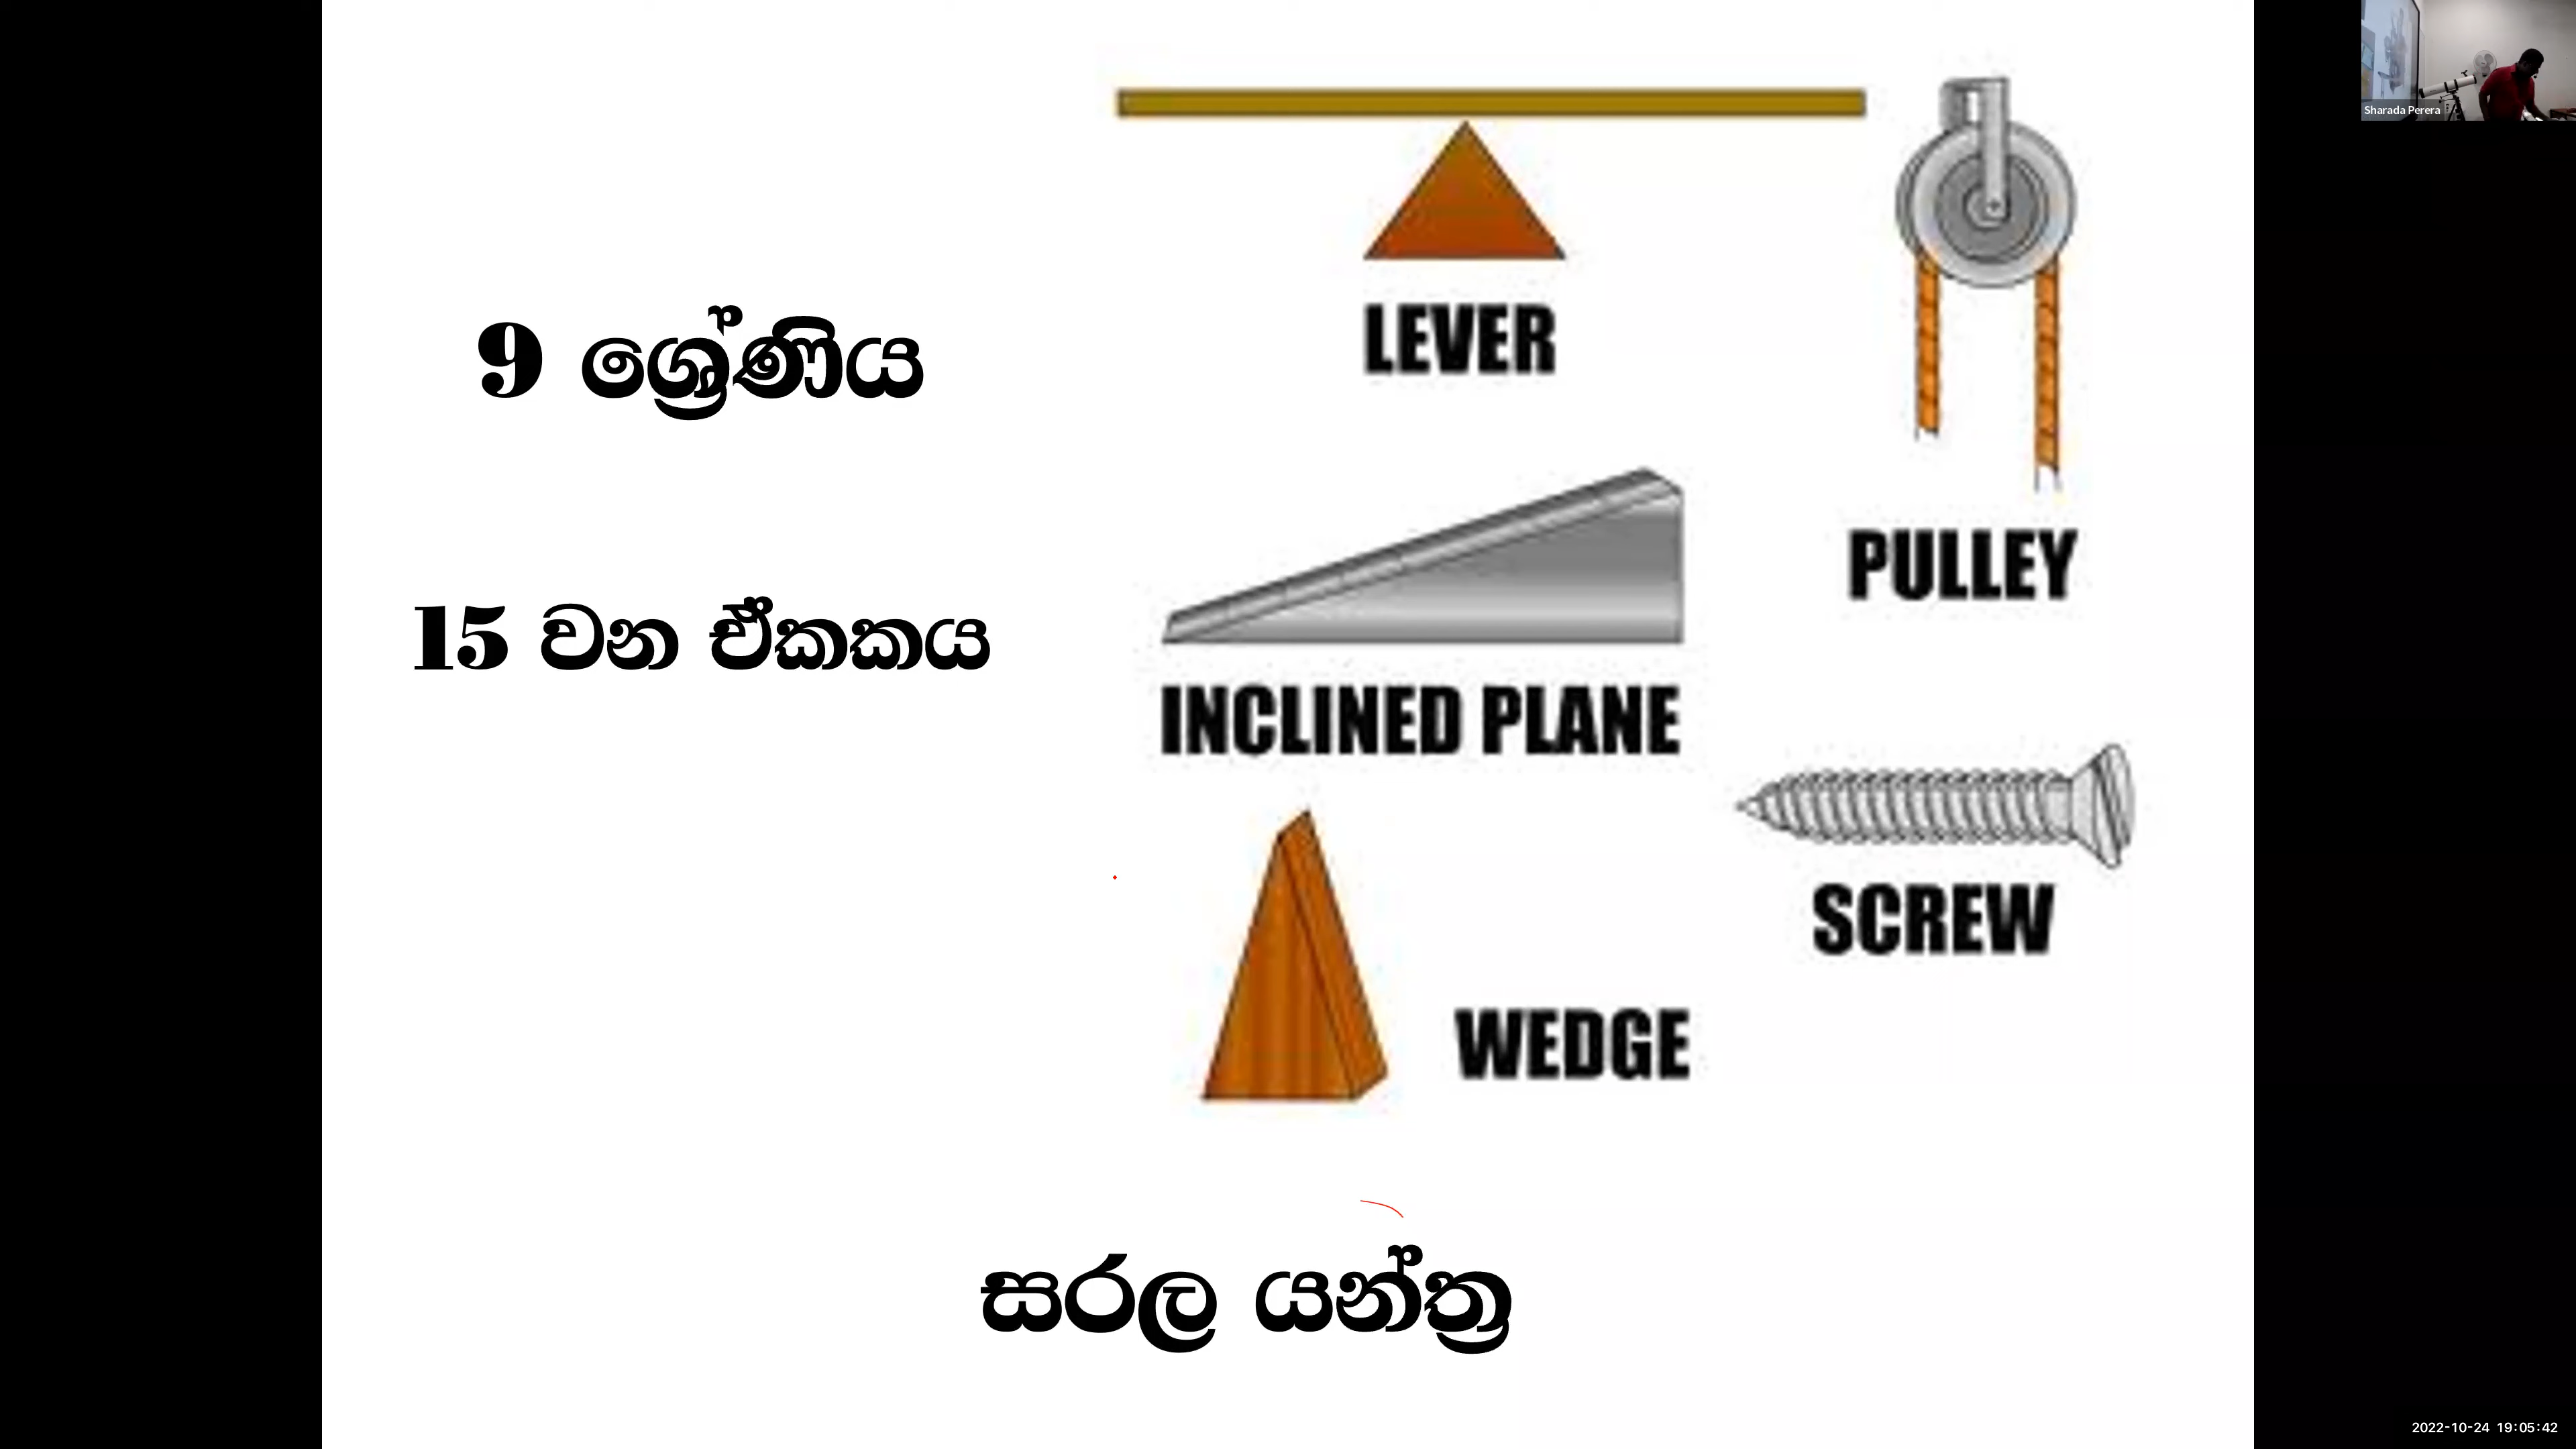 Sharada Perera
9 ශ්‍රේණිය
15 වන ඒකකය
LEVER
PULLEY
INCLINED PLANE
SCREW
WEDGE
සරල යන්ත්‍ර
2022-10-24 19:05:42